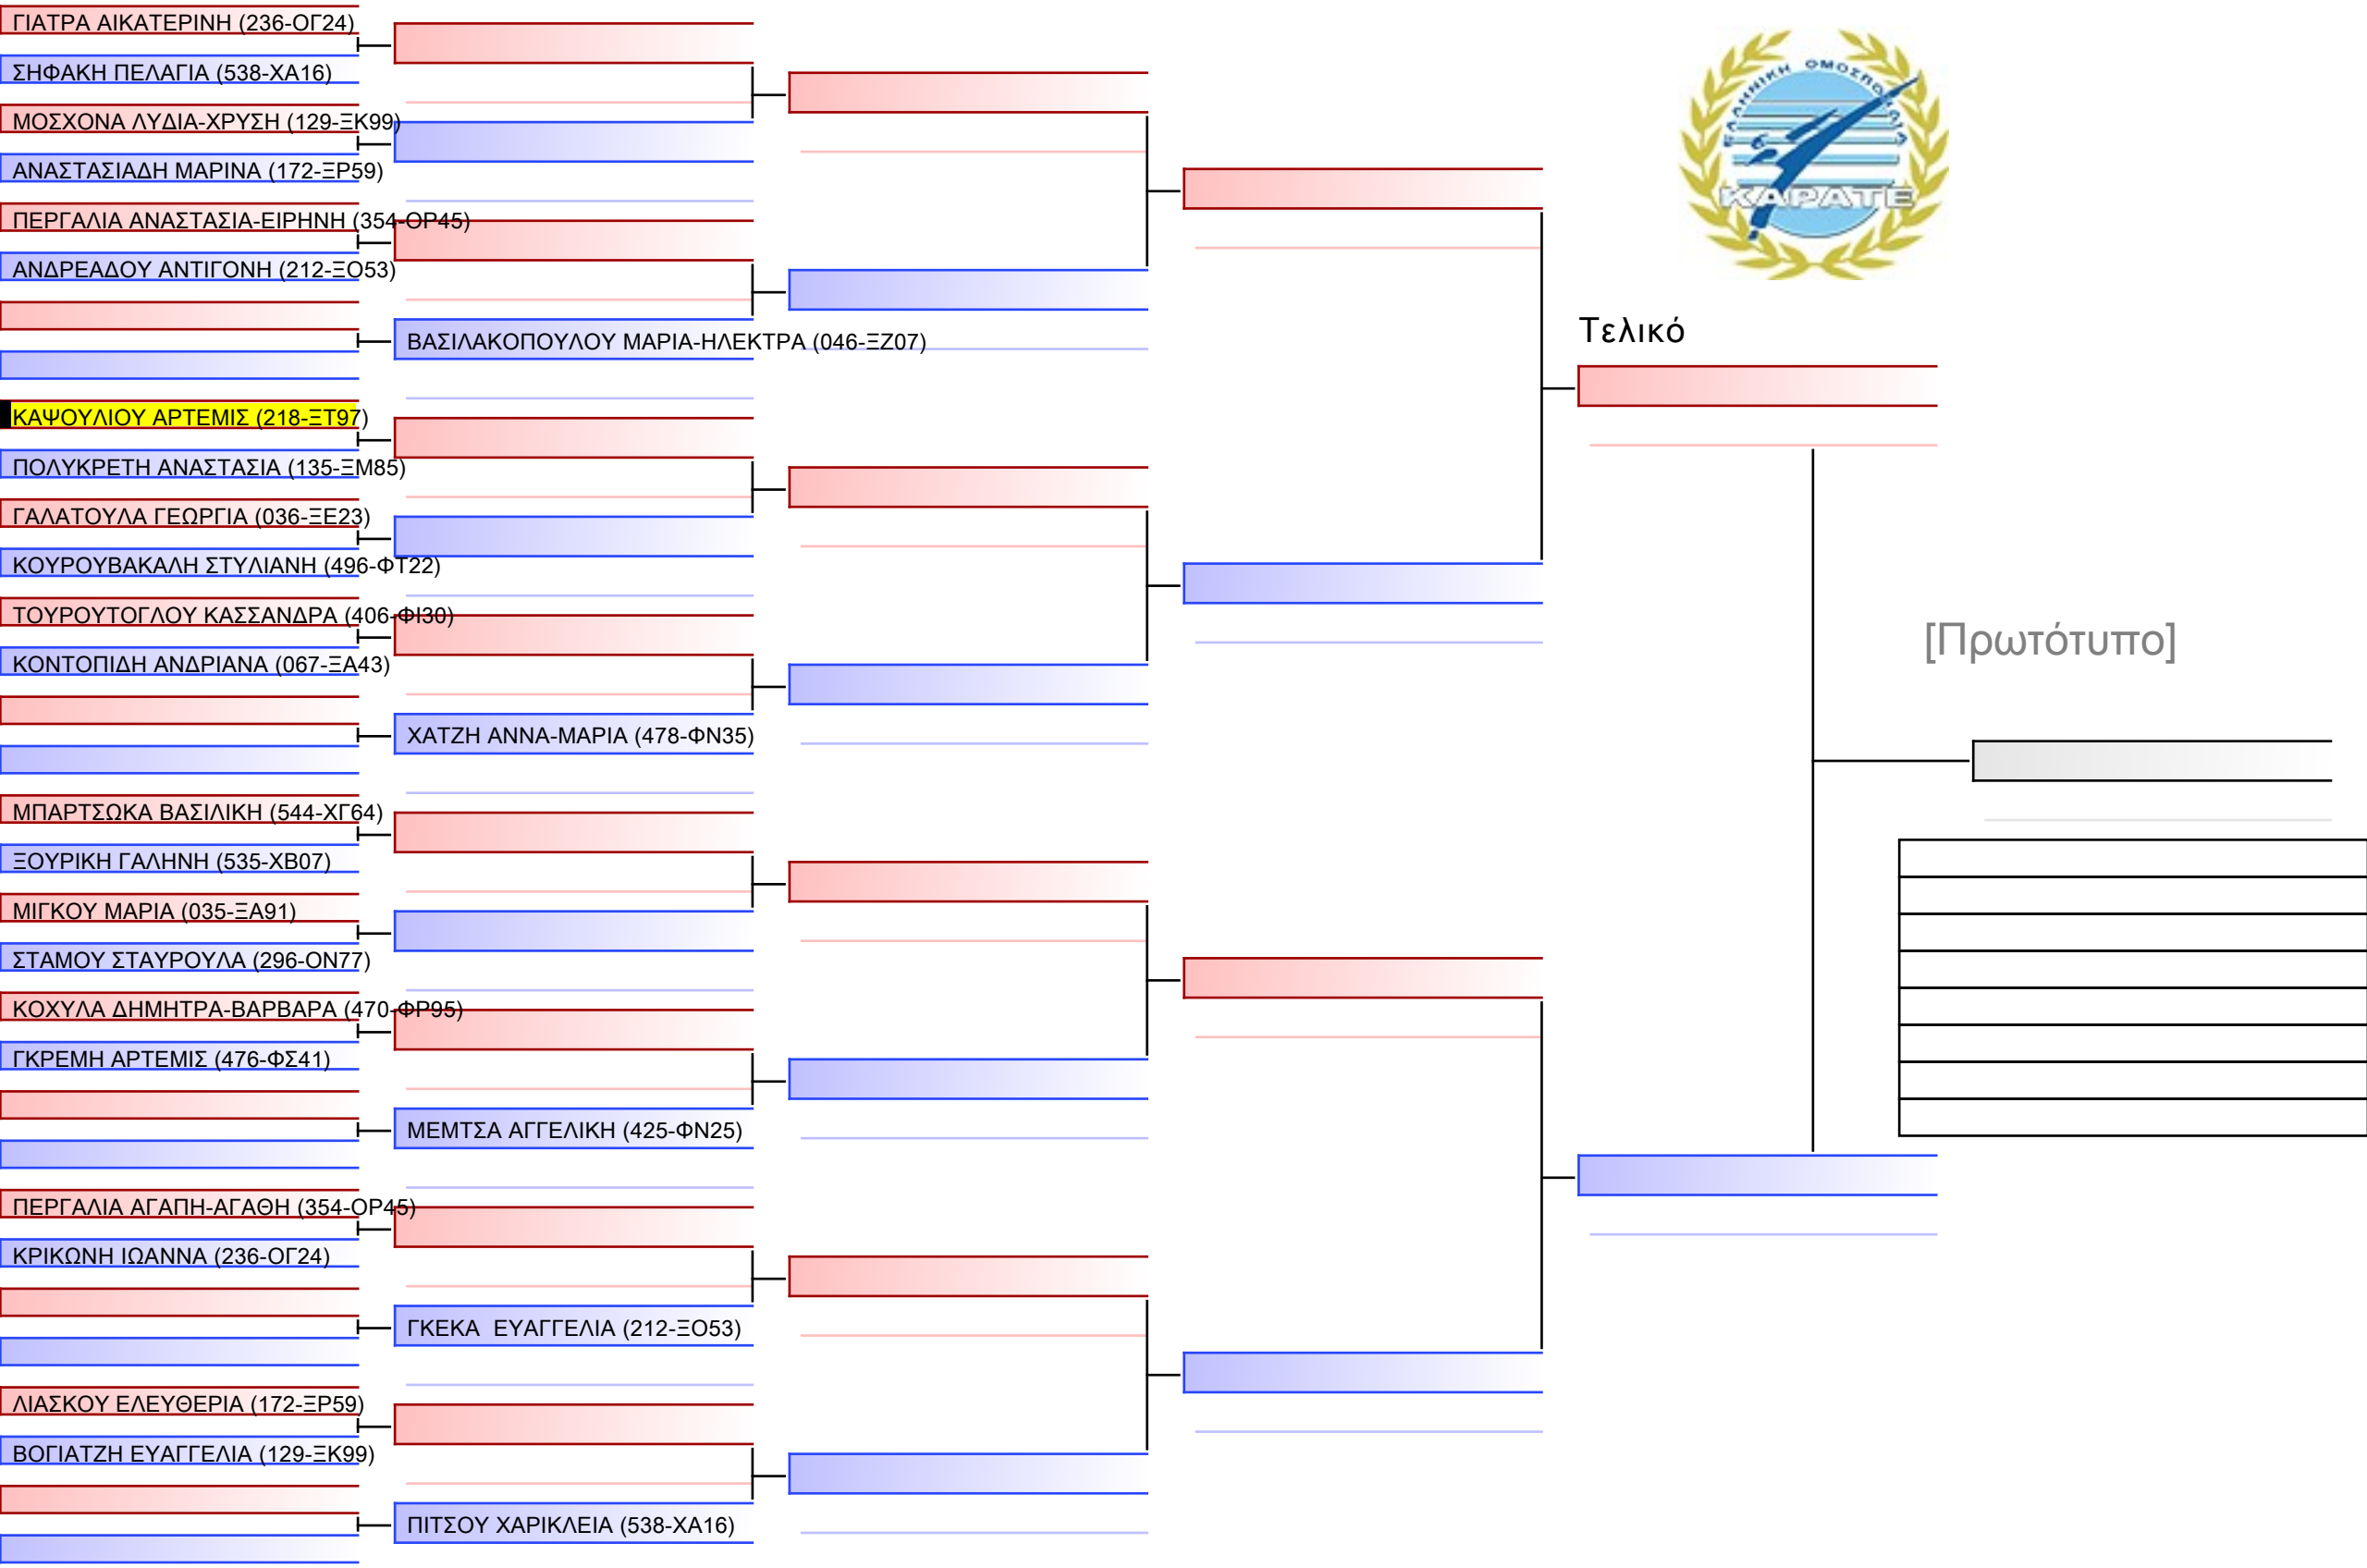 ΓΙΑΤΡΑ ΑΙΚΑΤΕΡΙΝΗ (236-ΟΓ24)
ΣΗΦΑΚΗ ΠΕΛΑΓΙΑ (538-ΧΑ16)
ΜΟΣΧΟΝΑ ΛΥΔΙΑ-ΧΡΥΣΗ (129-ΞΚ99)
ΑΝΑΣΤΑΣΙΑΔΗ ΜΑΡΙΝΑ (172-ΞΡ59)
ΠΕΡΓΑΛΙΑ ΑΝΑΣΤΑΣΙΑ-ΕΙΡΗΝΗ (354-ΟΡ45)
ΑΝΔΡΕΑΔΟΥ ΑΝΤΙΓΟΝΗ (212-ΞΟ53)
ΒΑΣΙΛΑΚΟΠΟΥΛΟΥ ΜΑΡΙΑ-ΗΛΕΚΤΡΑ (046-ΞΖ07)
ΚΑΨΟΥΛΙΟΥ ΑΡΤΕΜΙΣ (218-ΞΤ97)
ΠΟΛΥΚΡΕΤΗ ΑΝΑΣΤΑΣΙΑ (135-ΞΜ85)
ΓΑΛΑΤΟΥΛΑ ΓΕΩΡΓΙΑ (036-ΞΕ23)
ΚΟΥΡΟΥΒΑΚΑΛΗ ΣΤΥΛΙΑΝΗ (496-ΦΤ22)
ΤΟΥΡΟΥΤΟΓΛΟΥ ΚΑΣΣΑΝΔΡΑ (406-ΦΙ30)
ΚΟΝΤΟΠΙΔΗ ΑΝΔΡΙΑΝΑ (067-ΞΑ43)
ΧΑΤΖΗ ΑΝΝΑ-ΜΑΡΙΑ (478-ΦΝ35)
ΜΠΑΡΤΣΩΚΑ ΒΑΣΙΛΙΚΗ (544-ΧΓ64)
ΞΟΥΡΙΚΗ ΓΑΛΗΝΗ (535-ΧΒ07)
ΜΙΓΚΟΥ ΜΑΡΙΑ (035-ΞΑ91)
ΣΤΑΜΟΥ ΣΤΑΥΡΟΥΛΑ (296-ΟΝ77)
ΚΟΧΥΛΑ ΔΗΜΗΤΡΑ-ΒΑΡΒΑΡΑ (470-ΦΡ95)
ΓΚΡΕΜΗ ΑΡΤΕΜΙΣ (476-ΦΣ41)
ΜΕΜΤΣΑ ΑΓΓΕΛΙΚΗ (425-ΦΝ25)
ΠΕΡΓΑΛΙΑ ΑΓΑΠΗ-ΑΓΑΘΗ (354-ΟΡ45)
ΚΡΙΚΩΝΗ ΙΩΑΝΝΑ (236-ΟΓ24)
ΓΚΕΚΑ  ΕΥΑΓΓΕΛΙΑ (212-ΞΟ53)
ΛΙΑΣΚΟΥ ΕΛΕΥΘΕΡΙΑ (172-ΞΡ59)
ΒΟΓΙΑΤΖΗ ΕΥΑΓΓΕΛΙΑ (129-ΞΚ99)
ΠΙΤΣΟΥ ΧΑΡΙΚΛΕΙΑ (538-ΧΑ16)
ΕΛΛΗΝΙΚΗ ΟΜΟΣΠΟΝΔΙΑ
ΚΑΡΑΤΕ
Τελικό
[Πρωτότυπο]